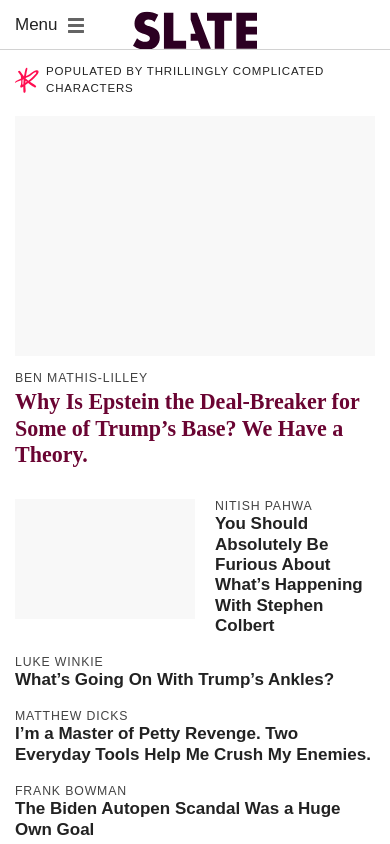 Menu
SLATE
POPULATED BY THRILLINGLY COMPLICATED
CHARACTERS
BEN MATHIS-LILLEY
Why Is Epstein the Deal-Breaker for
Some of Trump’s Base? We Have a
Theory.
NITISH PAHWA
You Should
Absolutely Be
Furious About
What’s Happening
With Stephen
Colbert
LUKE WINKIE
What’s Going On With Trump’s Ankles?
MATTHEW DICKS
I’m a Master of Petty Revenge. Two
Everyday Tools Help Me Crush My Enemies.
FRANK BOWMAN
The Biden Autopen Scandal Was a Huge
Own Goal